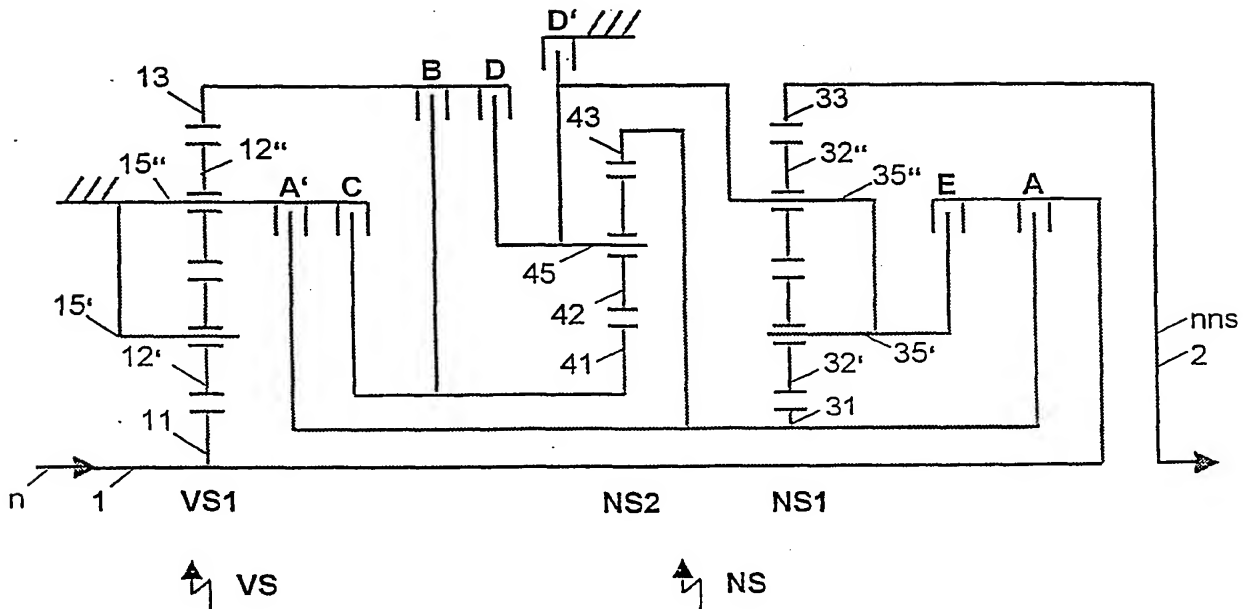 D'
13 B D 33
43
15" 12" 32" 35" E A
A' C
45
15' 42 nns
12' 41 32' 35' 2
11 31
n 1 VS1 NS2 NS1
VS NS